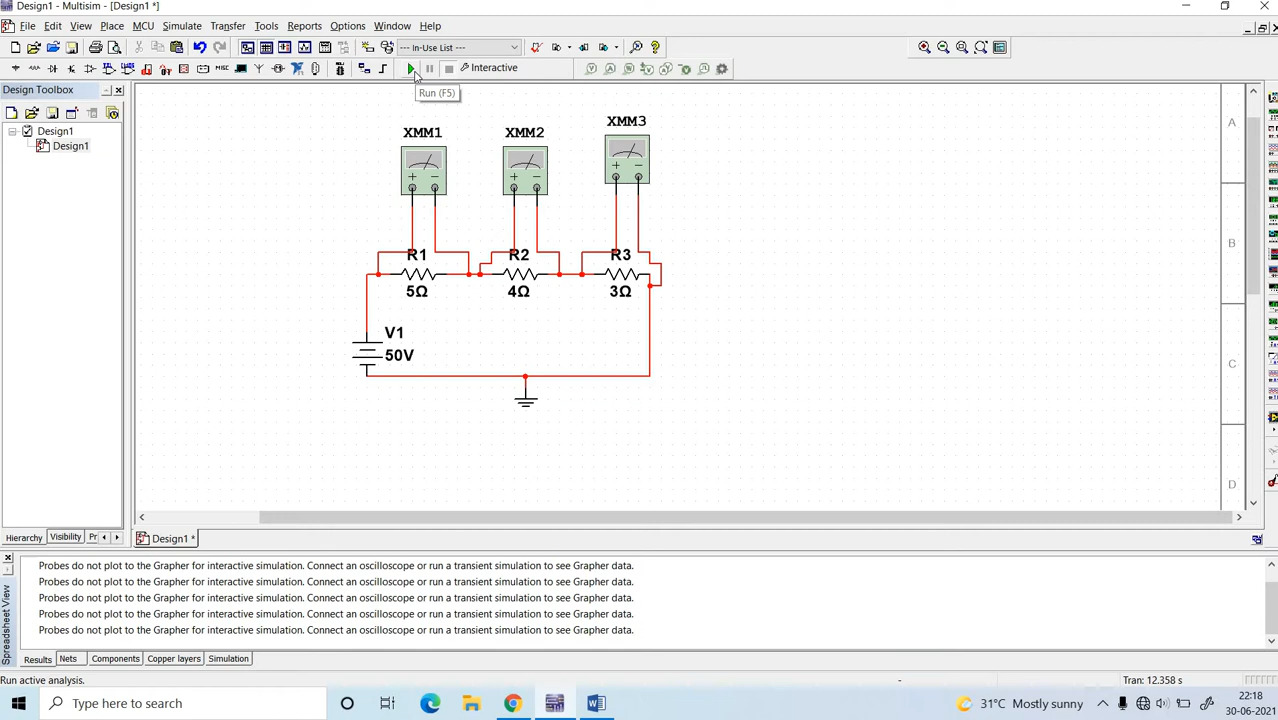 Design1 - Multisim - [Design1 *]
File Edit View Place MCU Simulate Transfer Tools Reports Options Window Help
--- In-Use List ---
Interactive
Design Toolbox
Run (F5)
Design1
Design1
XMM1
XMM2
XMM3
R1
R2
R3
5Ω
4Ω
3Ω
V1
50V
A
B
C
D
Hierarchy Visibility Pr
Design1 *
Probes do not plot to the Grapher for interactive simulation. Connect an oscilloscope or run a transient simulation to see Grapher data.
Probes do not plot to the Grapher for interactive simulation. Connect an oscilloscope or run a transient simulation to see Grapher data.
Probes do not plot to the Grapher for interactive simulation. Connect an oscilloscope or run a transient simulation to see Grapher data.
Probes do not plot to the Grapher for interactive simulation. Connect an oscilloscope or run a transient simulation to see Grapher data.
Probes do not plot to the Grapher for interactive simulation. Connect an oscilloscope or run a transient simulation to see Grapher data.
Spreadsheet View
Results Nets Components Copper layers Simulation
Run active analysis.
Tran: 12.358 s
Type here to search
31°C Mostly sunny
22:18
30-06-2021